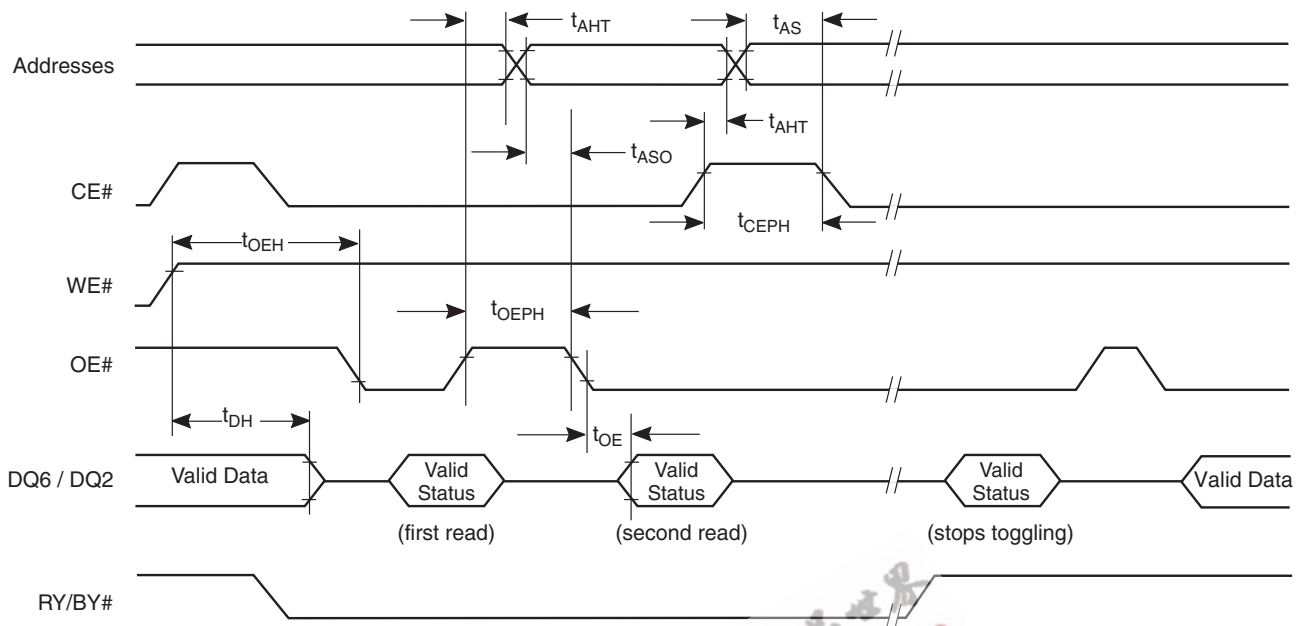 tAHT
tAS
Addresses
tAHT
tASO
CE#
tCEPH
tOEH
WE#
tOEPH
OE#
tDH
tOE
DQ6 / DQ2
Valid Data
Valid
Status
Valid
Status
Valid
Status
Valid Data
(first read)
(second read)
(stops toggling)
RY/BY#